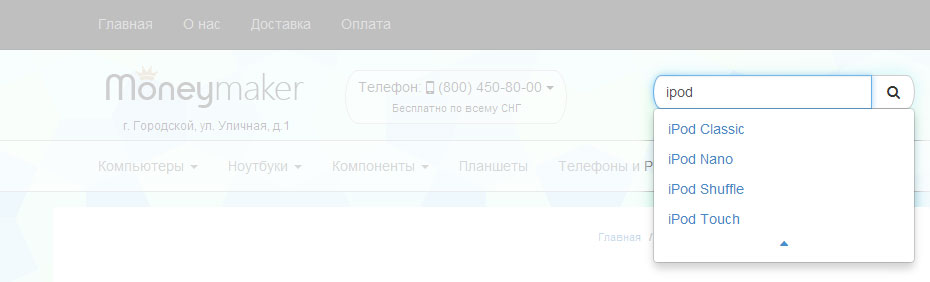 Главная О нас Доставка Оплата
Moneymaker
г. Городской, ул. Уличная, д.1
Телефон: (800) 450-80-00
Бесплатно по всему СНГ
ipod
iPod Classic
iPod Nano
iPod Shuffle
iPod Touch
Компьютеры Ноутбуки Компоненты Планшеты Телефоны и
Главная /